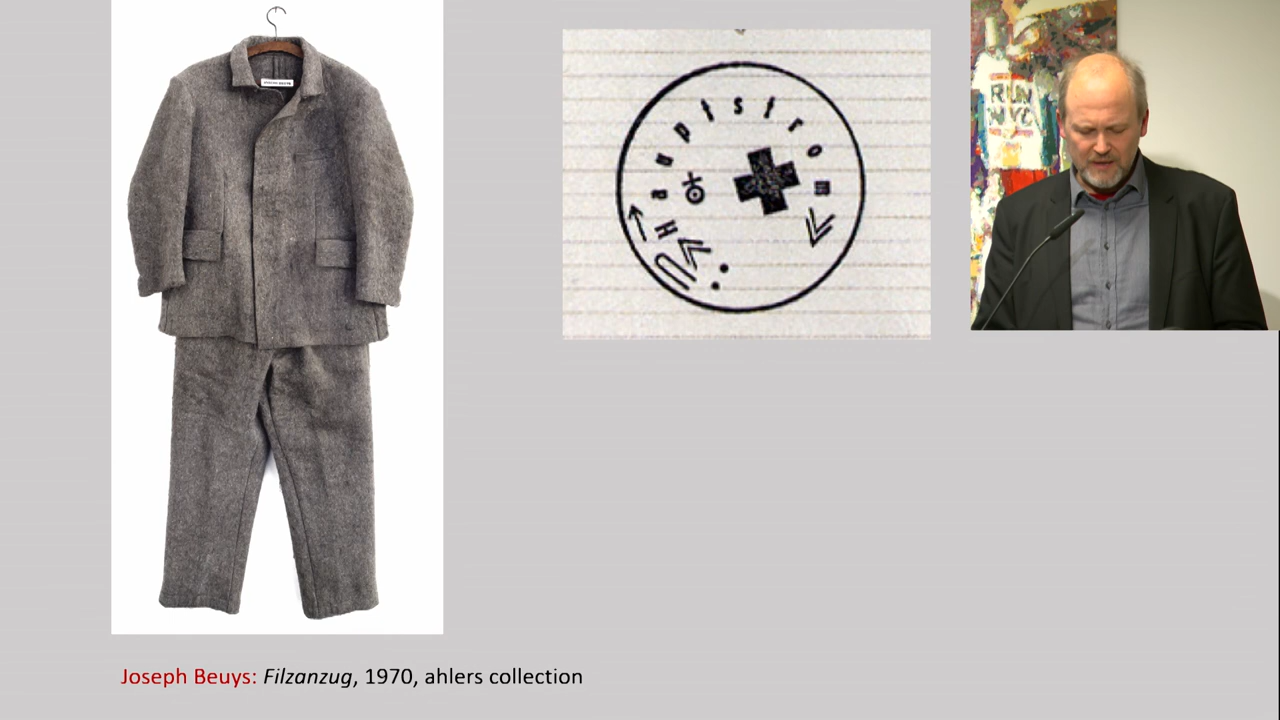 Hauptstrom
RUN
NYC
Joseph Beuys: Filzanzug, 1970, ahlers collection